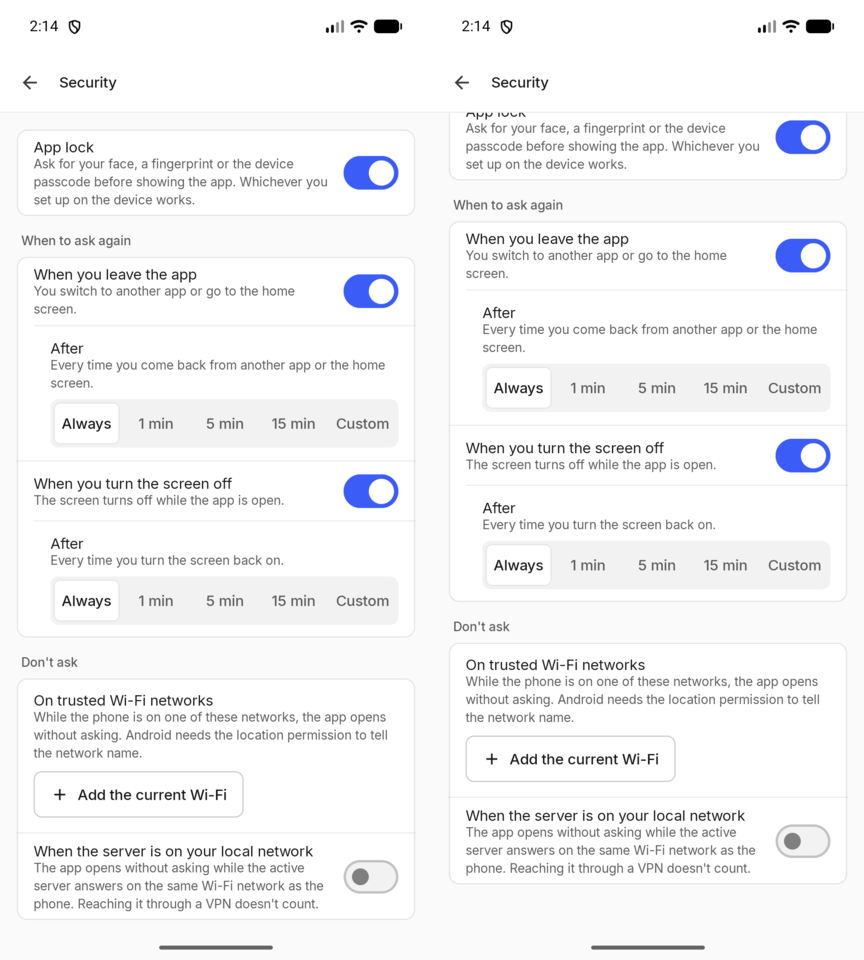 2:14
Security
App lock
Ask for your face, a fingerprint or the device
passcode before showing the app. Whichever you
set up on the device works.
When to ask again
When you leave the app
You switch to another app or go to the home
screen.
After
Every time you come back from another app or the home
screen.
Always 1 min 5 min 15 min Custom
When you turn the screen off
The screen turns off while the app is open.
After
Every time you turn the screen back on.
Always 1 min 5 min 15 min Custom
Don't ask
On trusted Wi-Fi networks
While the phone is on one of these networks, the app opens
without asking. Android needs the location permission to tell
the network name.
+ Add the current Wi-Fi
When the server is on your local network
The app opens without asking while the active
server answers on the same Wi-Fi network as the
phone. Reaching it through a VPN doesn't count.
2:14
Security
App lock
Ask for your face, a fingerprint or the device
passcode before showing the app. Whichever you
set up on the device works.
When to ask again
When you leave the app
You switch to another app or go to the home
screen.
After
Every time you come back from another app or the home
screen.
Always 1 min 5 min 15 min Custom
When you turn the screen off
The screen turns off while the app is open.
After
Every time you turn the screen back on.
Always 1 min 5 min 15 min Custom
Don't ask
On trusted Wi-Fi networks
While the phone is on one of these networks, the app opens
without asking. Android needs the location permission to tell
the network name.
+ Add the current Wi-Fi
When the server is on your local network
The app opens without asking while the active
server answers on the same Wi-Fi network as the
phone. Reaching it through a VPN doesn't count.